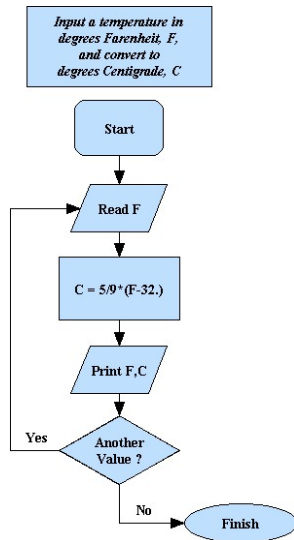 Input a temperature in
degrees Farenheit, F,
and convert to
degrees Centigrade, C
Start
Read F
C = 5/9*(F-32.)
Print F,C
Yes
Another
Value ?
No
Finish